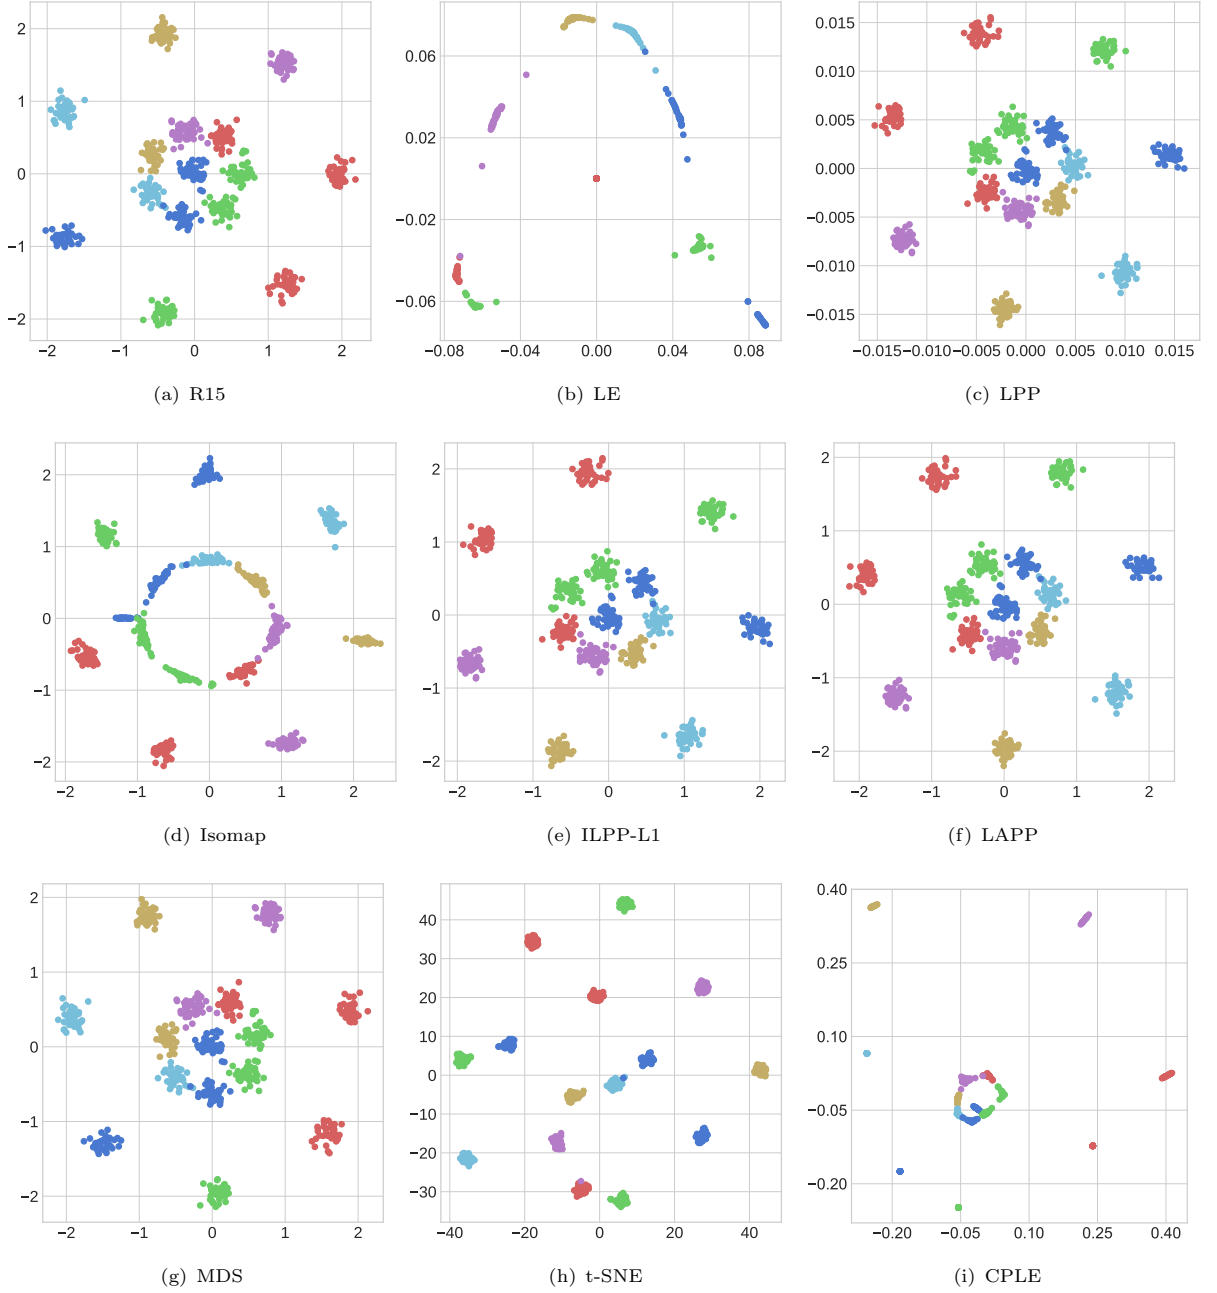 2
1
0
−1
−2
−2 −1 0 1 2
(a) R15
0.06
0.02
−0.02
−0.06
−0.08 −0.04 0.00 0.04 0.08
(b) LE
0.015
0.010
0.005
0.000
−0.005
−0.010
−0.015
−0.015−0.010−0.005 0.000 0.005 0.010 0.015
(c) LPP
2
1
0
−1
−2
−2 −1 0 1 2
(d) Isomap
2
1
0
−1
−2
−2 −1 0 1 2
(e) ILPP-L1
2
1
0
−1
−2
−2 −1 0 1 2
(f) LAPP
2
1
0
−1
−2
−2 −1 0 1 2
(g) MDS
40
30
20
10
0
−10
−20
−30
−40 −20 0 20 40
(h) t-SNE
0.40
0.25
0.10
−0.05
−0.20
−0.20 −0.05 0.10 0.25 0.40
(i) CPLE